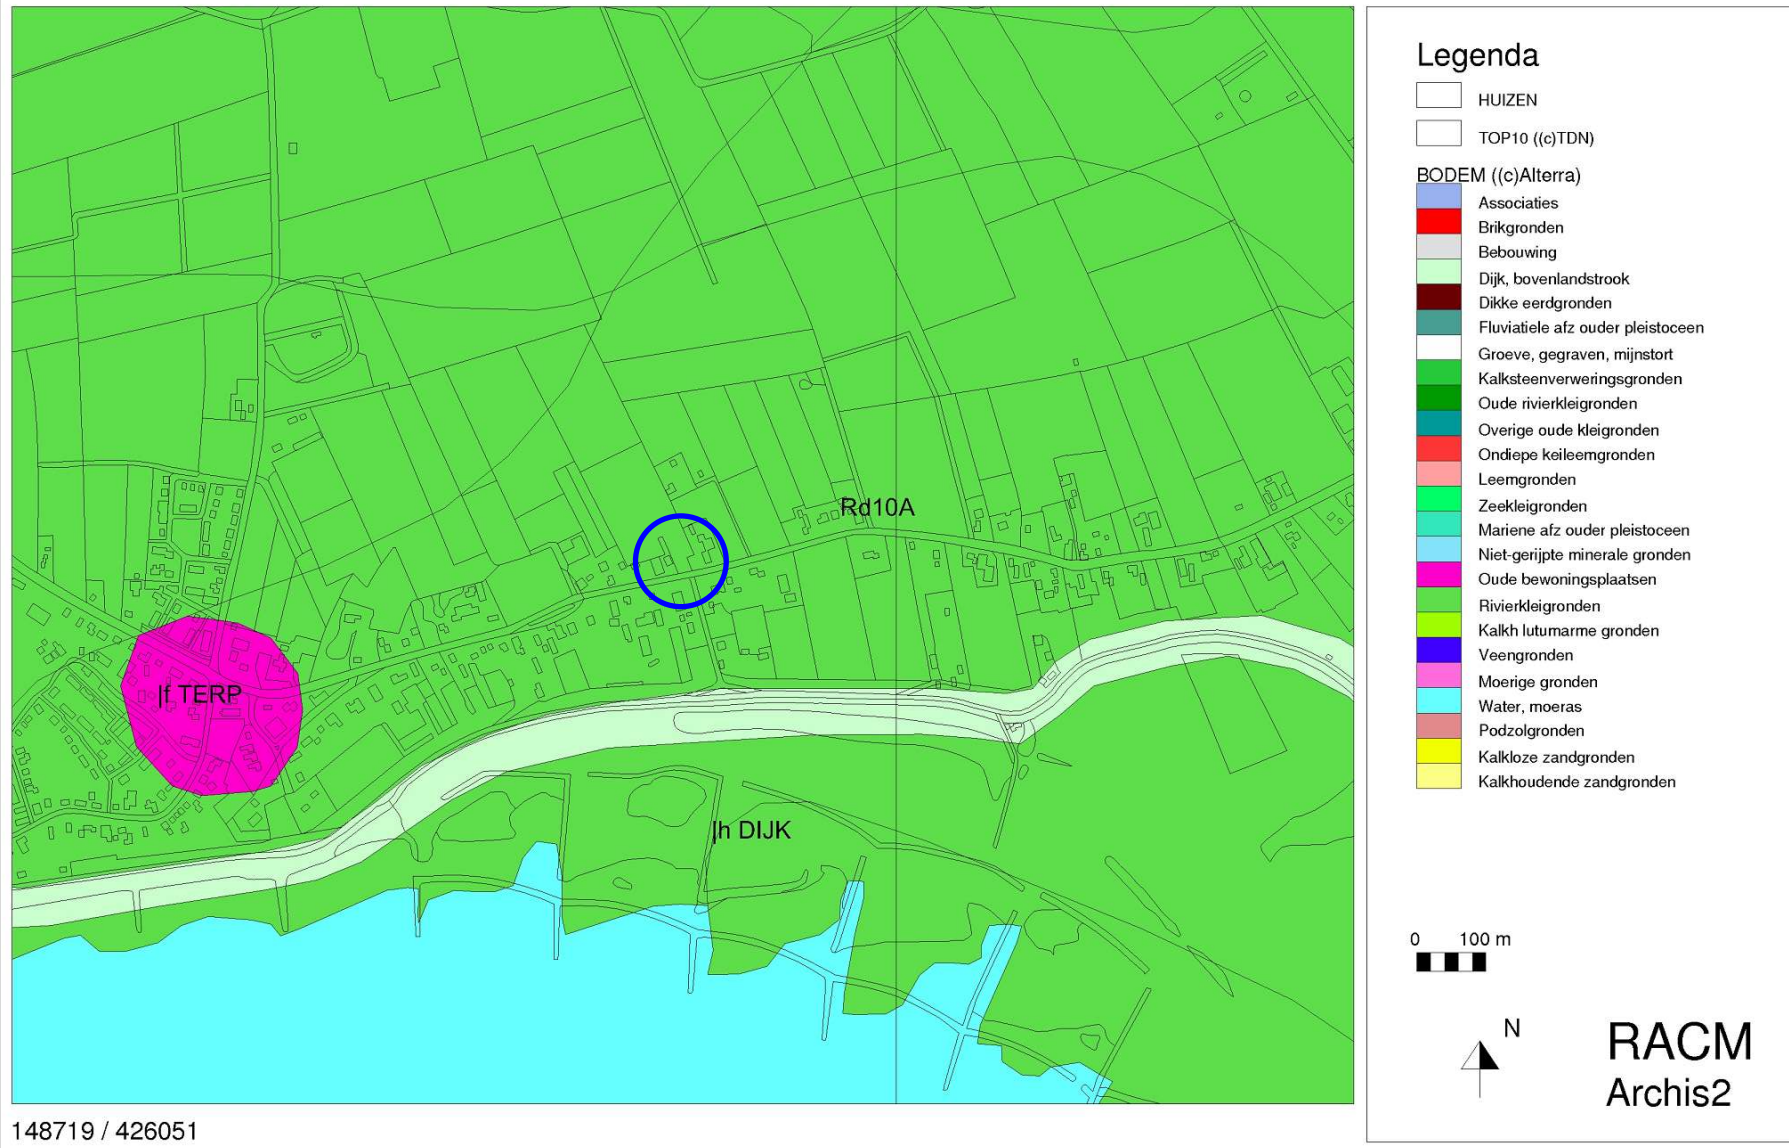 Rd10A
|f TERP
|h DIJK
148719 / 426051
Legenda
HUIZEN
TOP10 ((c)TDN)
BODEM ((c)Alterra)
Associaties
Brikgronden
Bebouwing
Dijk, bovenlandstrook
Dikke eerdgronden
Fluviatiele afz ouder pleistoceen
Groeve, gegraven, mijnstort
Kalksteenverweringsgronden
Oude rivierkleigronden
Overige oude kleigronden
Ondiepe keileemgronden
Leemgronden
Zeekleigronden
Mariene afz ouder pleistoceen
Niet-gerijpte minerale gronden
Oude bewoningsplaatsen
Rivierkleigronden
Kalkh lutumarme gronden
Veengronden
Moerige gronden
Water, moeras
Podzolgronden
Kalkloze zandgronden
Kalkhoudende zandgronden
0 100 m
N
RACM
Archis2